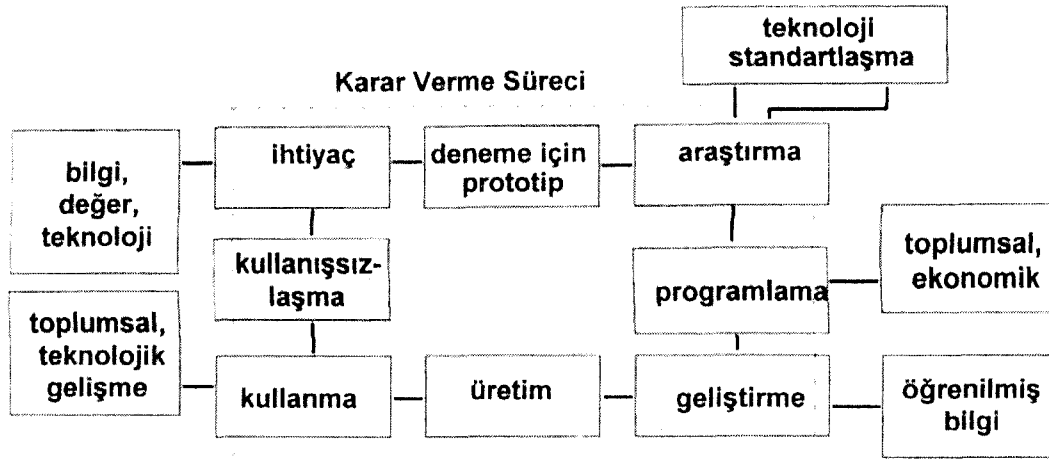 teknoloji
standartlaşma
Karar Verme Süreci
bilgi,
değer,
teknoloji
ihtiyaç
deneme için
prototip
araştırma
kullanışsız-
laşma
programlama
toplumsal,
ekonomik
toplumsal,
teknolojik
gelişme
kullanma
üretim
geliştirme
öğrenilmiş
bilgi